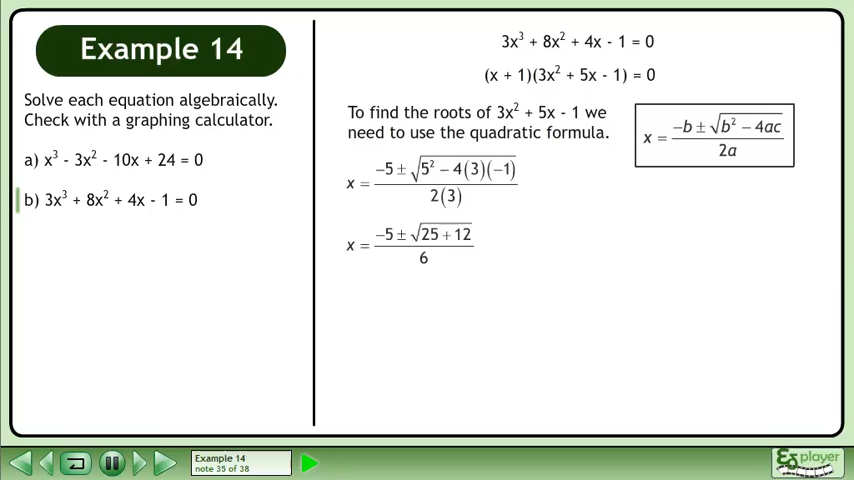 Example 14
Solve each equation algebraically.
Check with a graphing calculator.
a) x³ - 3x² - 10x + 24 = 0
b) 3x³ + 8x² + 4x - 1 = 0
3x³ + 8x² + 4x - 1 = 0
(x + 1)(3x² + 5x - 1) = 0
To find the roots of 3x² + 5x - 1 we
need to use the quadratic formula.
x = (−b ± √(b² − 4ac)) / 2a
x = (−5 ± √(5² − 4(3)(−1))) / 2(3)
x = (−5 ± √(25 + 12)) / 6
Example 14
note 35 of 38
player